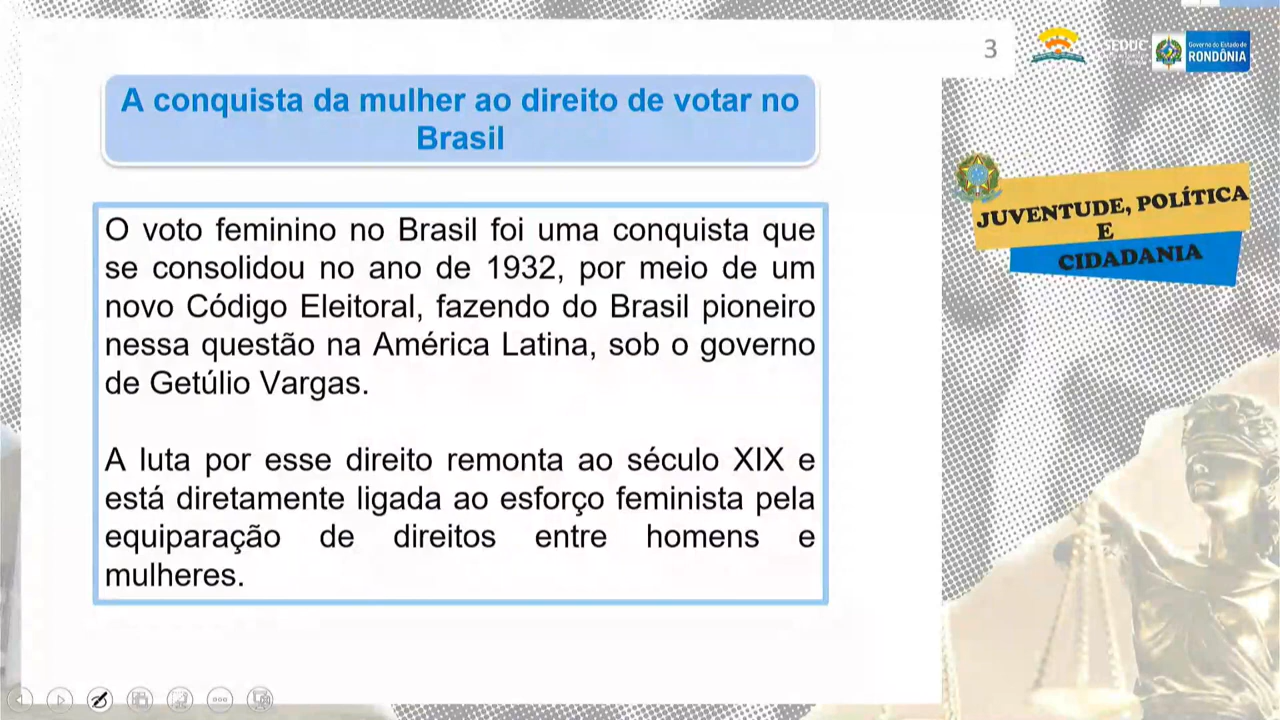 3
SEDUC
Governo do Estado de
RONDÔNIA
A conquista da mulher ao direito de votar no
Brasil
JUVENTUDE, POLÍTICA
E
CIDADANIA
O voto feminino no Brasil foi uma conquista que
se consolidou no ano de 1932, por meio de um
novo Código Eleitoral, fazendo do Brasil pioneiro
nessa questão na América Latina, sob o governo
de Getúlio Vargas.
A luta por esse direito remonta ao século XIX e
está diretamente ligada ao esforço feminista pela
equiparação de direitos entre homens e
mulheres.